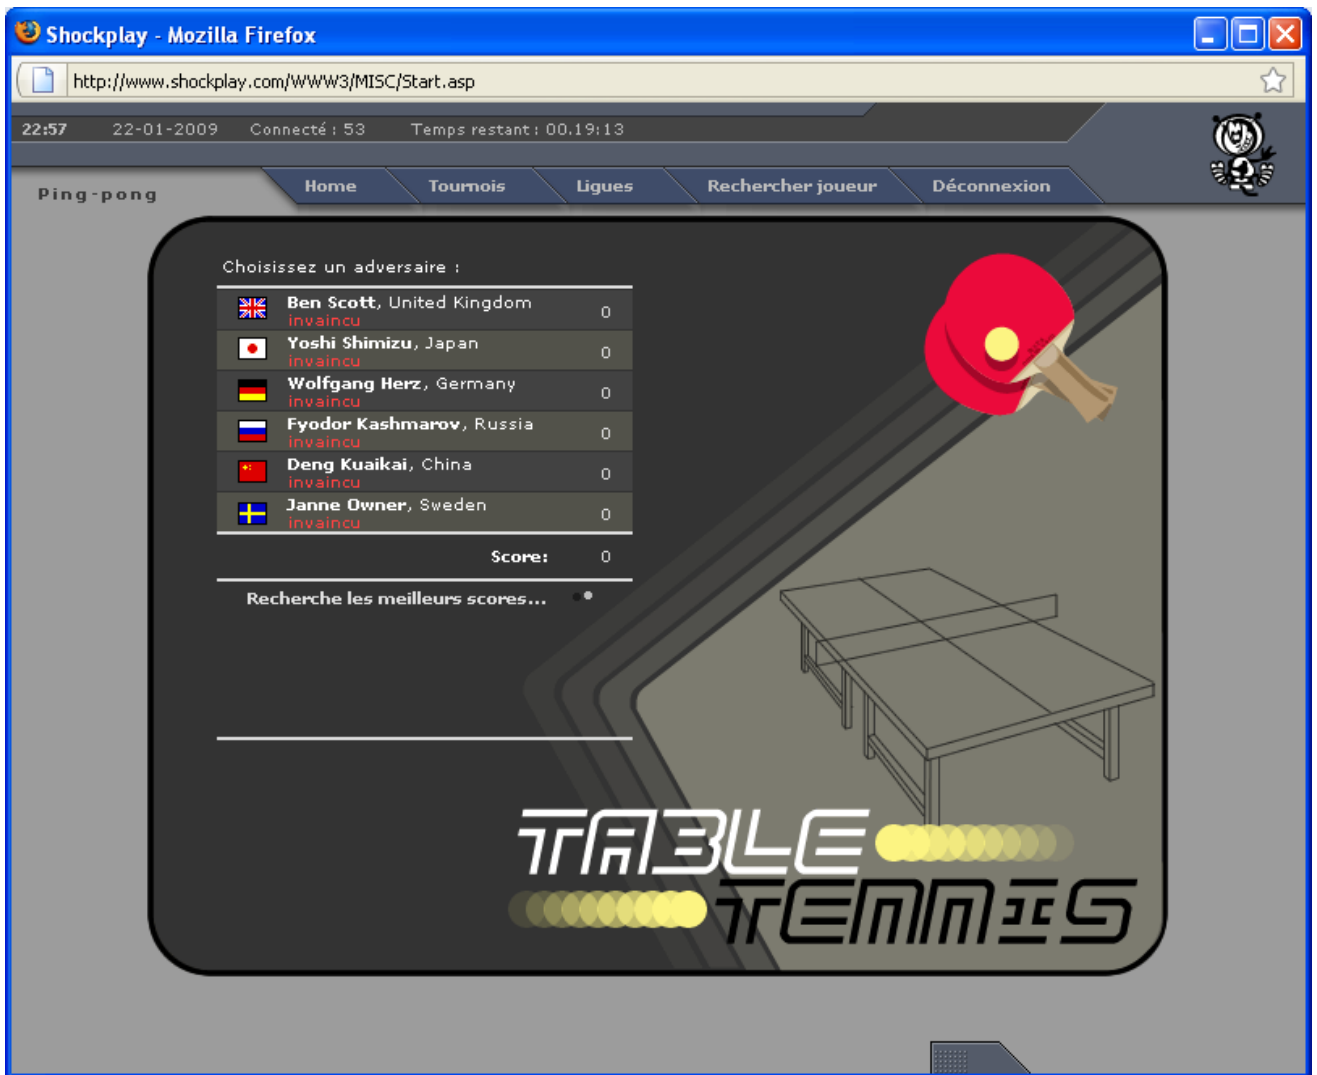 Shockplay - Mozilla Firefox
http://www.shockplay.com/WWW3/MISC/Start.asp
22:57 22-01-2009 Connecté : 53 Temps restant : 00.19:13
Ping-pong
Home Tournois Ligues Rechercher joueur Déconnexion
Choisissez un adversaire :
Ben Scott, United Kingdom 0
invaincu
Yoshi Shimizu, Japan 0
invaincu
Wolfgang Herz, Germany 0
invaincu
Fyodor Kashmarov, Russia 0
invaincu
Deng Kuaikai, China 0
invaincu
Janne Owner, Sweden 0
invaincu
Score: 0
Recherche les meilleurs scores...
TABLE
TENNIS